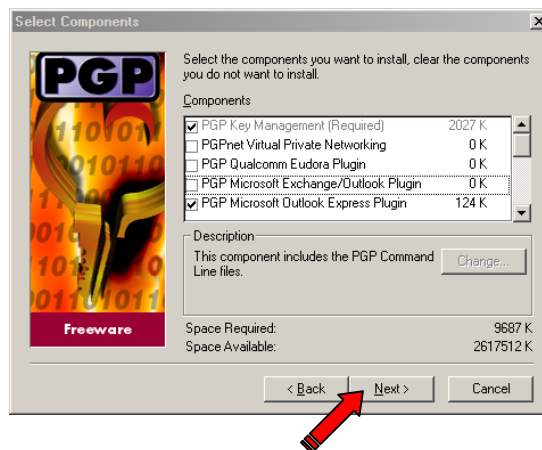 Select Components
PGP
Select the components you want to install, clear the components
you do not want to install.
Components
PGP Key Management (Required) 2027 K
PGPnet Virtual Private Networking 0 K
PGP Qualcomm Eudora Plugin 0 K
PGP Microsoft Exchange/Outlook Plugin 0 K
PGP Microsoft Outlook Express Plugin 124 K
Description
This component includes the PGP Command
Line files.
Change...
Freeware
Space Required: 9687 K
Space Available: 2617512 K
< Back
Next >
Cancel